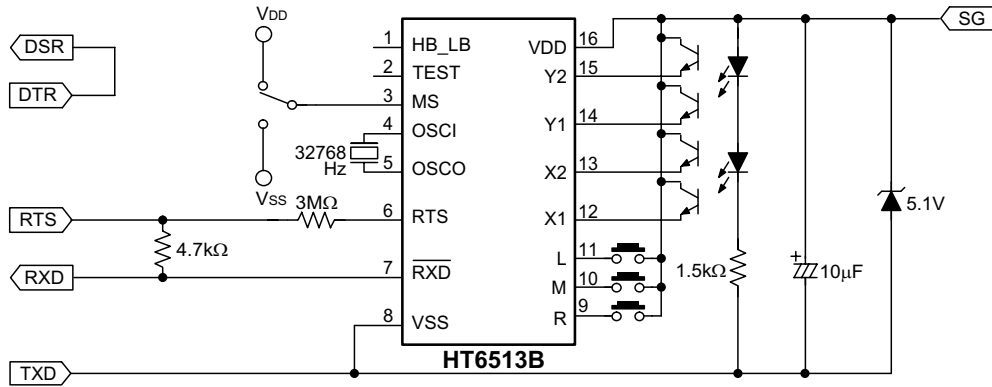 VDD
SG
DSR
1 HB_LB
VDD 16
2 TEST
Y2 15
DTR
3 MS
4 OSCI
Y1 14
32768
Hz
5 OSCO
X2 13
VSS
3MΩ
5.1V
RTS
6 RTS
X1 12
4.7kΩ
L 11
RXD
7 RXD
M 10
1.5kΩ
10µF
+
R 9
8 VSS
HT6513B
TXD